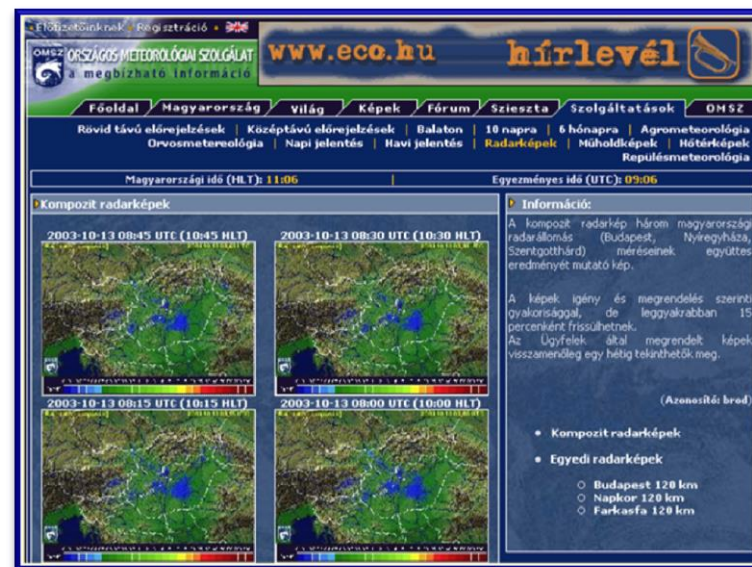 Előfizetőinknek • Regisztráció •
OMSZ ORSZÁGOS METEOROLÓGIAI SZOLGÁLAT
a megbízható információ
www.eco.hu hírlevél
Főoldal Magyarország Világ Képek Fórum Szieszta Szolgáltatások OMSZ
Rövid távú előrejelzések | Középtávú előrejelzések | Balaton | 10 napra | 6 hónapra | Agrometeorológia
Orvosmetereológia | Napi jelentés | Havi jelentés | Radarképek | Műholdképek | Hőtérképek
Repülésmeteorológia
Magyarországi idő (HLT): 11:06 | Egyezményes idő (UTC): 09:06
Kompozit radarképek
2003-10-13 08:45 UTC (10:45 HLT) 2003-10-13 08:30 UTC (10:30 HLT)
2003-10-13 08:15 UTC (10:15 HLT) 2003-10-13 08:00 UTC (10:00 HLT)
Információ:
A kompozit radarkép három magyarországi
radarállomás (Budapest, Nyíregyháza,
Szentgotthárd) méréseinek együttes
eredményét mutató kép.
A képek igény és megrendelés szerinti
gyakorisággal, de leggyakrabban 15
percenként frissülhetnek.
Az Ügyfelek által megrendelt képek
visszamenőleg egy hétig tekinthetők meg.
(Azonosító: bred)
• Kompozit radarképek
• Egyedi radarképek
○ Budapest 120 km
○ Napkor 120 km
○ Farkasfa 120 km